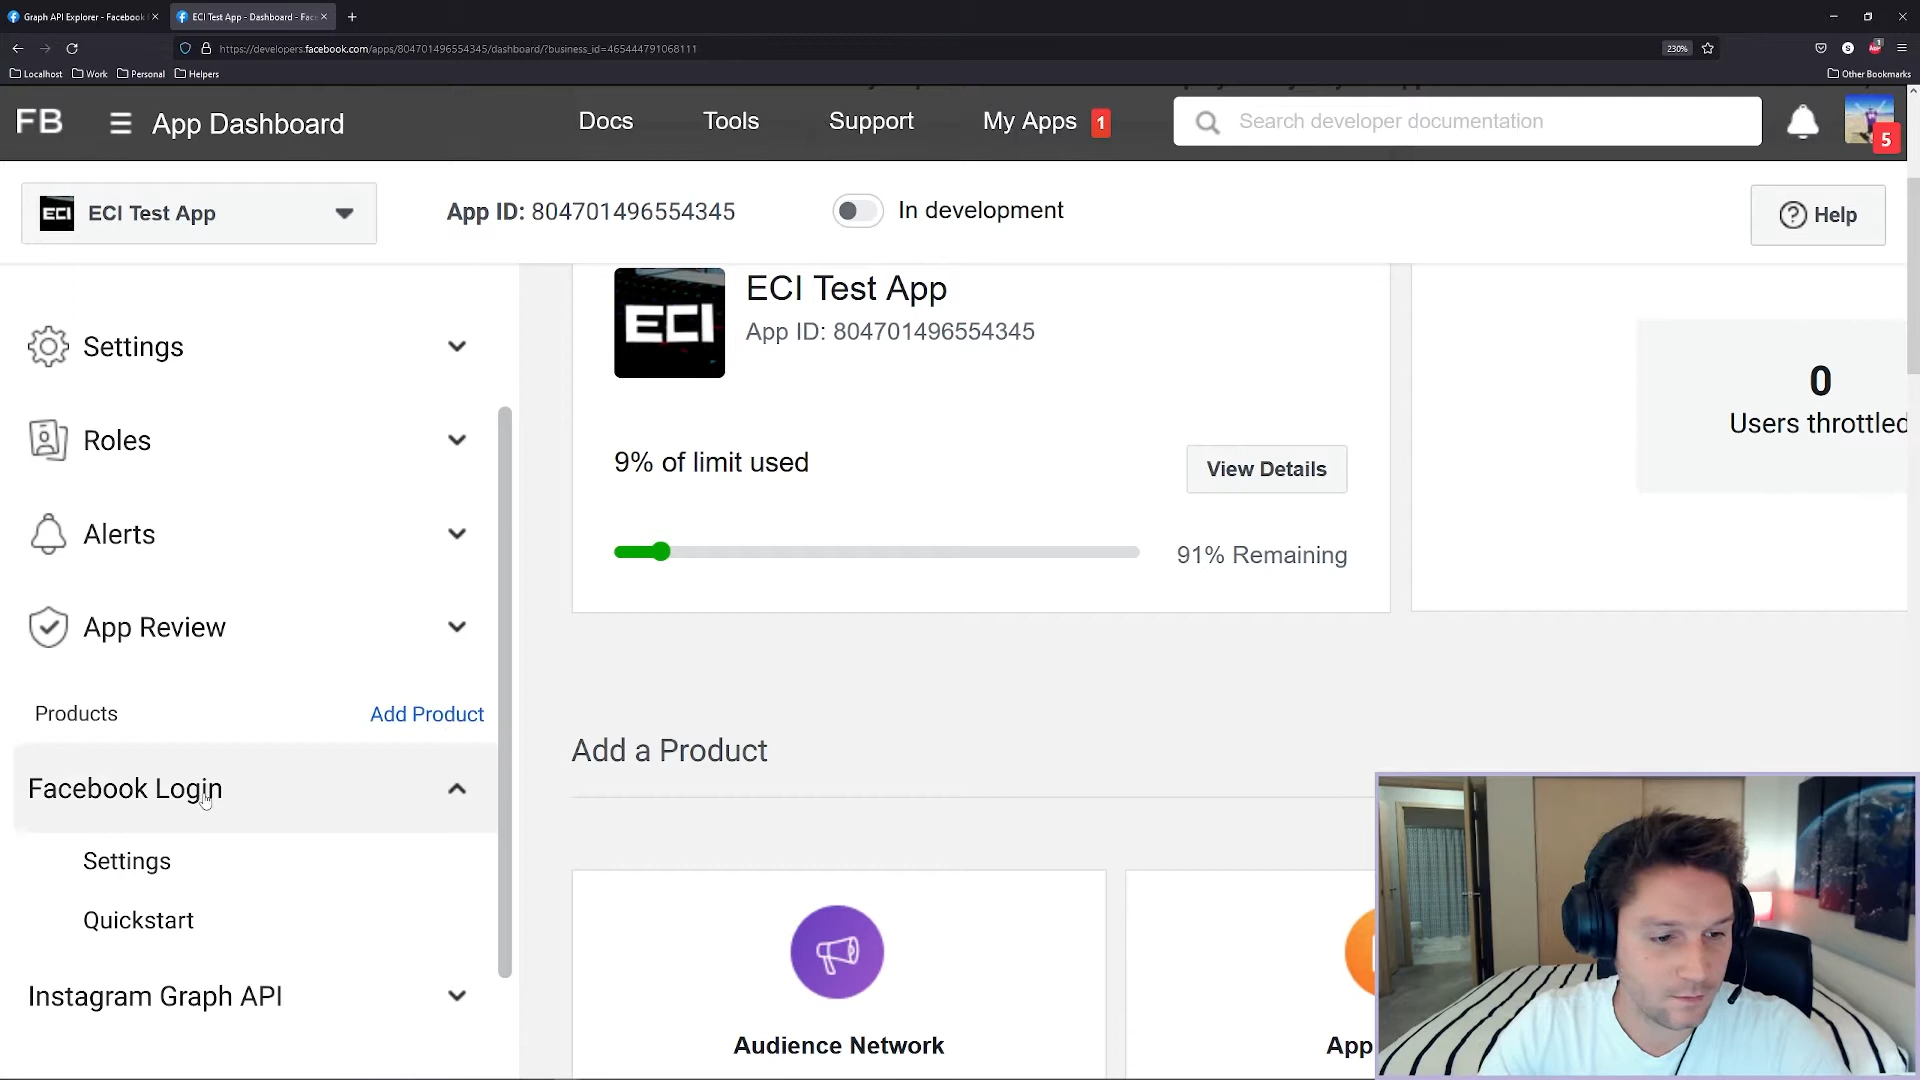 Graph API Explorer - Facebook
ECI Test App - Dashboard - Fac
https://developers.facebook.com/apps/804701496554345/dashboard/?business_id=465444791068111
230%
Localhost
Work
Personal
Helpers
Other Bookmarks
FB
App Dashboard
Docs
Tools
Support
My Apps
1
Search developer documentation
5
ECI
ECI Test App
App ID: 804701496554345
In development
Help
Settings
Roles
Alerts
App Review
Products
Add Product
Facebook Login
Settings
Quickstart
Instagram Graph API
ECI
ECI Test App
App ID: 804701496554345
9% of limit used
View Details
91% Remaining
0
Users throttled
Add a Product
Audience Network
App